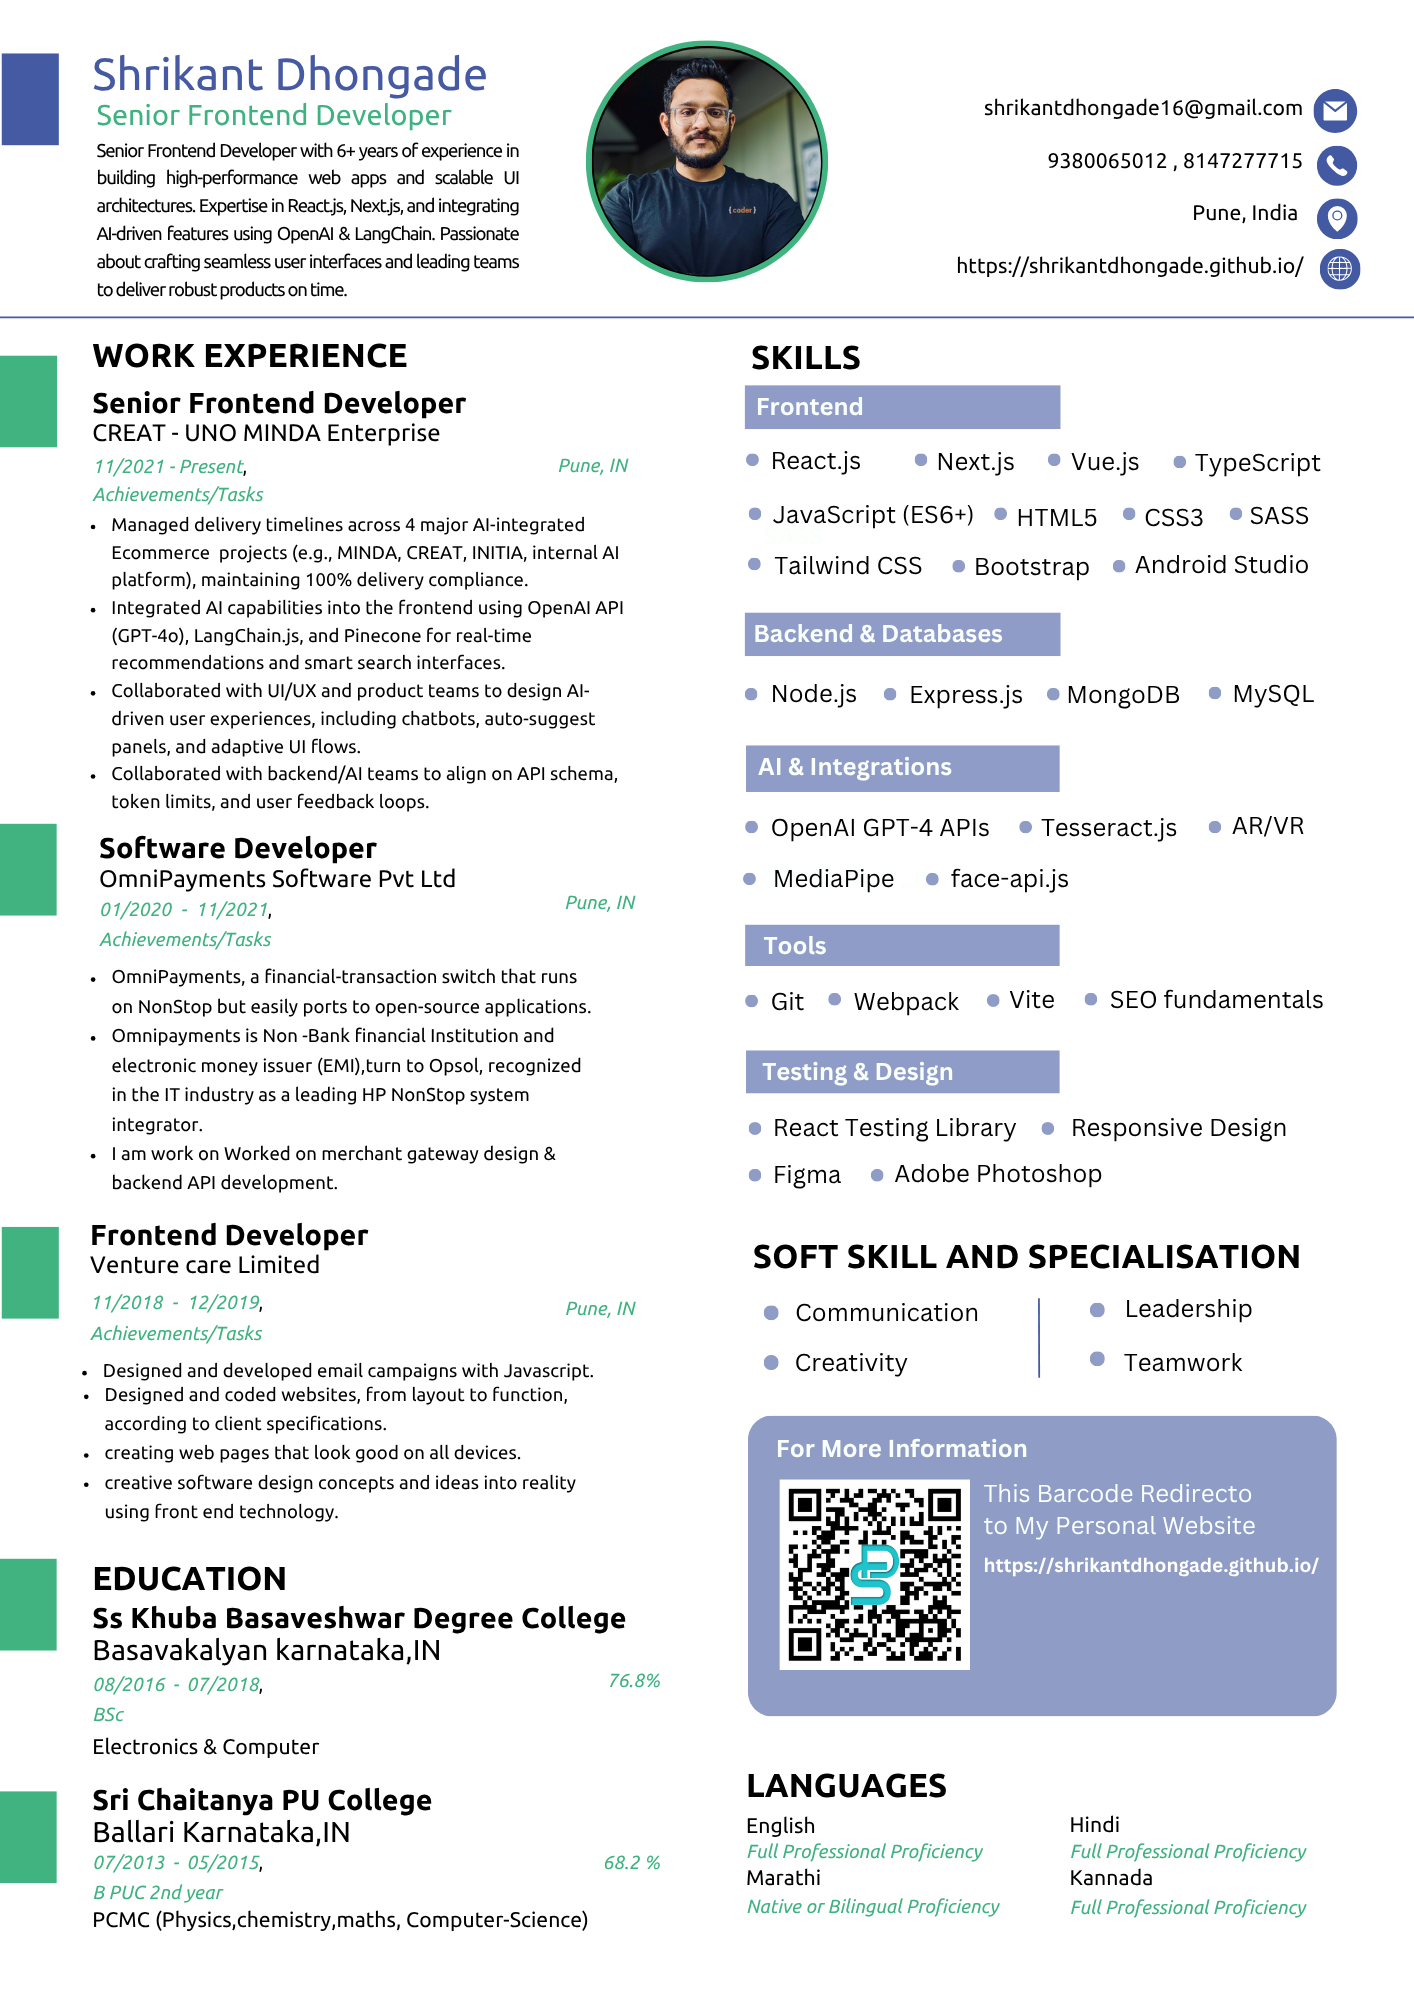 Shrikant Dhongade
Senior Frontend Developer
Senior Frontend Developer with 6+ years of experience in
building high-performance web apps and scalable UI
architectures. Expertise in React.js, Next.js, and integrating
AI-driven features using OpenAI & LangChain. Passionate
about crafting seamless user interfaces and leading teams
to deliver robust products on time.
{coder}
shrikantdhongade16@gmail.com
9380065012 , 8147277715
Pune, India
https://shrikantdhongade.github.io/
WORK EXPERIENCE
Senior Frontend Developer
CREAT - UNO MINDA Enterprise
11/2021 - Present, Pune, IN
Achievements/Tasks
• Managed delivery timelines across 4 major AI-integrated
Ecommerce projects (e.g., MINDA, CREAT, INITIA, internal AI
platform), maintaining 100% delivery compliance.
• Integrated AI capabilities into the frontend using OpenAI API
(GPT-4o), LangChain.js, and Pinecone for real-time
recommendations and smart search interfaces.
• Collaborated with UI/UX and product teams to design AI-
driven user experiences, including chatbots, auto-suggest
panels, and adaptive UI flows.
• Collaborated with backend/AI teams to align on API schema,
token limits, and user feedback loops.
Software Developer
OmniPayments Software Pvt Ltd
01/2020 - 11/2021, Pune, IN
Achievements/Tasks
• OmniPayments, a financial-transaction switch that runs
on NonStop but easily ports to open-source applications.
• Omnipayments is Non -Bank financial Institution and
electronic money issuer (EMI),turn to Opsol, recognized
in the IT industry as a leading HP NonStop system
integrator.
• I am work on Worked on merchant gateway design &
backend API development.
Frontend Developer
Venture care Limited
11/2018 - 12/2019, Pune, IN
Achievements/Tasks
• Designed and developed email campaigns with Javascript.
• Designed and coded websites, from layout to function,
according to client specifications.
• creating web pages that look good on all devices.
• creative software design concepts and ideas into reality
using front end technology.
EDUCATION
Ss Khuba Basaveshwar Degree College
Basavakalyan karnataka,IN
08/2016 - 07/2018, 76.8%
BSc
Electronics & Computer
Sri Chaitanya PU College
Ballari Karnataka,IN
07/2013 - 05/2015, 68.2 %
B PUC 2nd year
PCMC (Physics,chemistry,maths, Computer-Science)
SKILLS
Frontend
• React.js • Next.js • Vue.js • TypeScript
• JavaScript (ES6+) • HTML5 • CSS3 • SASS
• Tailwind CSS • Bootstrap • Android Studio
Backend & Databases
• Node.js • Express.js • MongoDB • MySQL
AI & Integrations
• OpenAI GPT-4 APIs • Tesseract.js • AR/VR
• MediaPipe • face-api.js
Tools
• Git • Webpack • Vite • SEO fundamentals
Testing & Design
• React Testing Library • Responsive Design
• Figma • Adobe Photoshop
SOFT SKILL AND SPECIALISATION
• Communication • Leadership
• Creativity • Teamwork
For More Information
This Barcode Redirecto
to My Personal Website
https://shrikantdhongade.github.io/
LANGUAGES
English Hindi
Full Professional Proficiency Full Professional Proficiency
Marathi Kannada
Native or Bilingual Proficiency Full Professional Proficiency